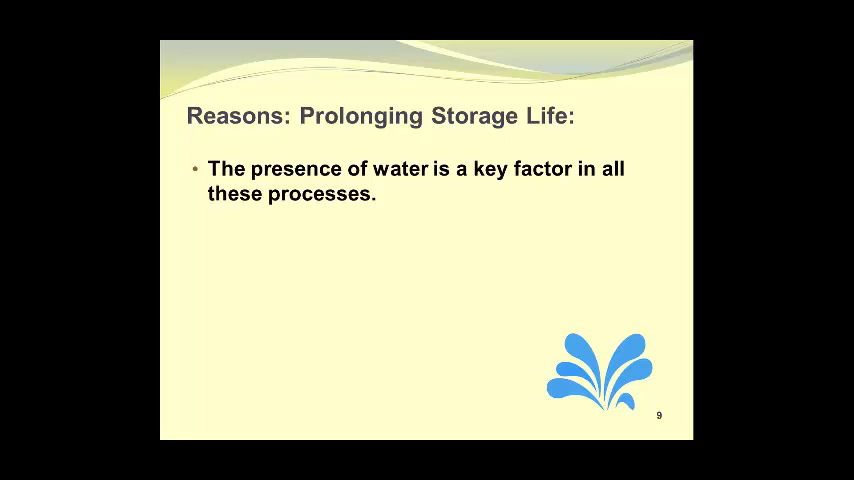 Reasons: Prolonging Storage Life:
• The presence of water is a key factor in all
these processes.
9